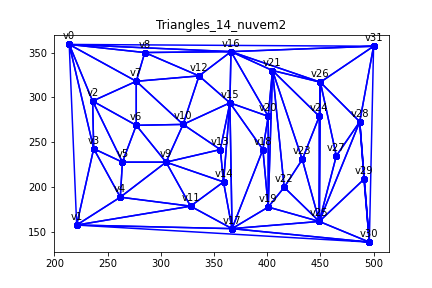 Triangles_14_nuvem2
v0
v31
v8
v16
350
v12
v21
v7
v26
300
v2
v15
v20
v24
v28
v6
v10
250
v3
v13
v18
v5
v9
v23
v27
200
v14
v22
v29
v4
v11
v19
v1
v17
v25
150
v30
200
250
300
350
400
450
500